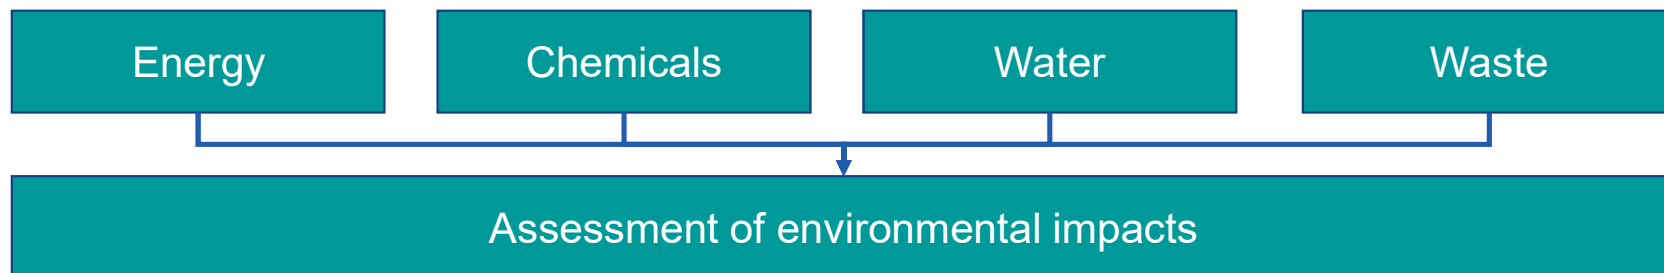 Energy
Chemicals
Water
Waste
Assessment of environmental impacts